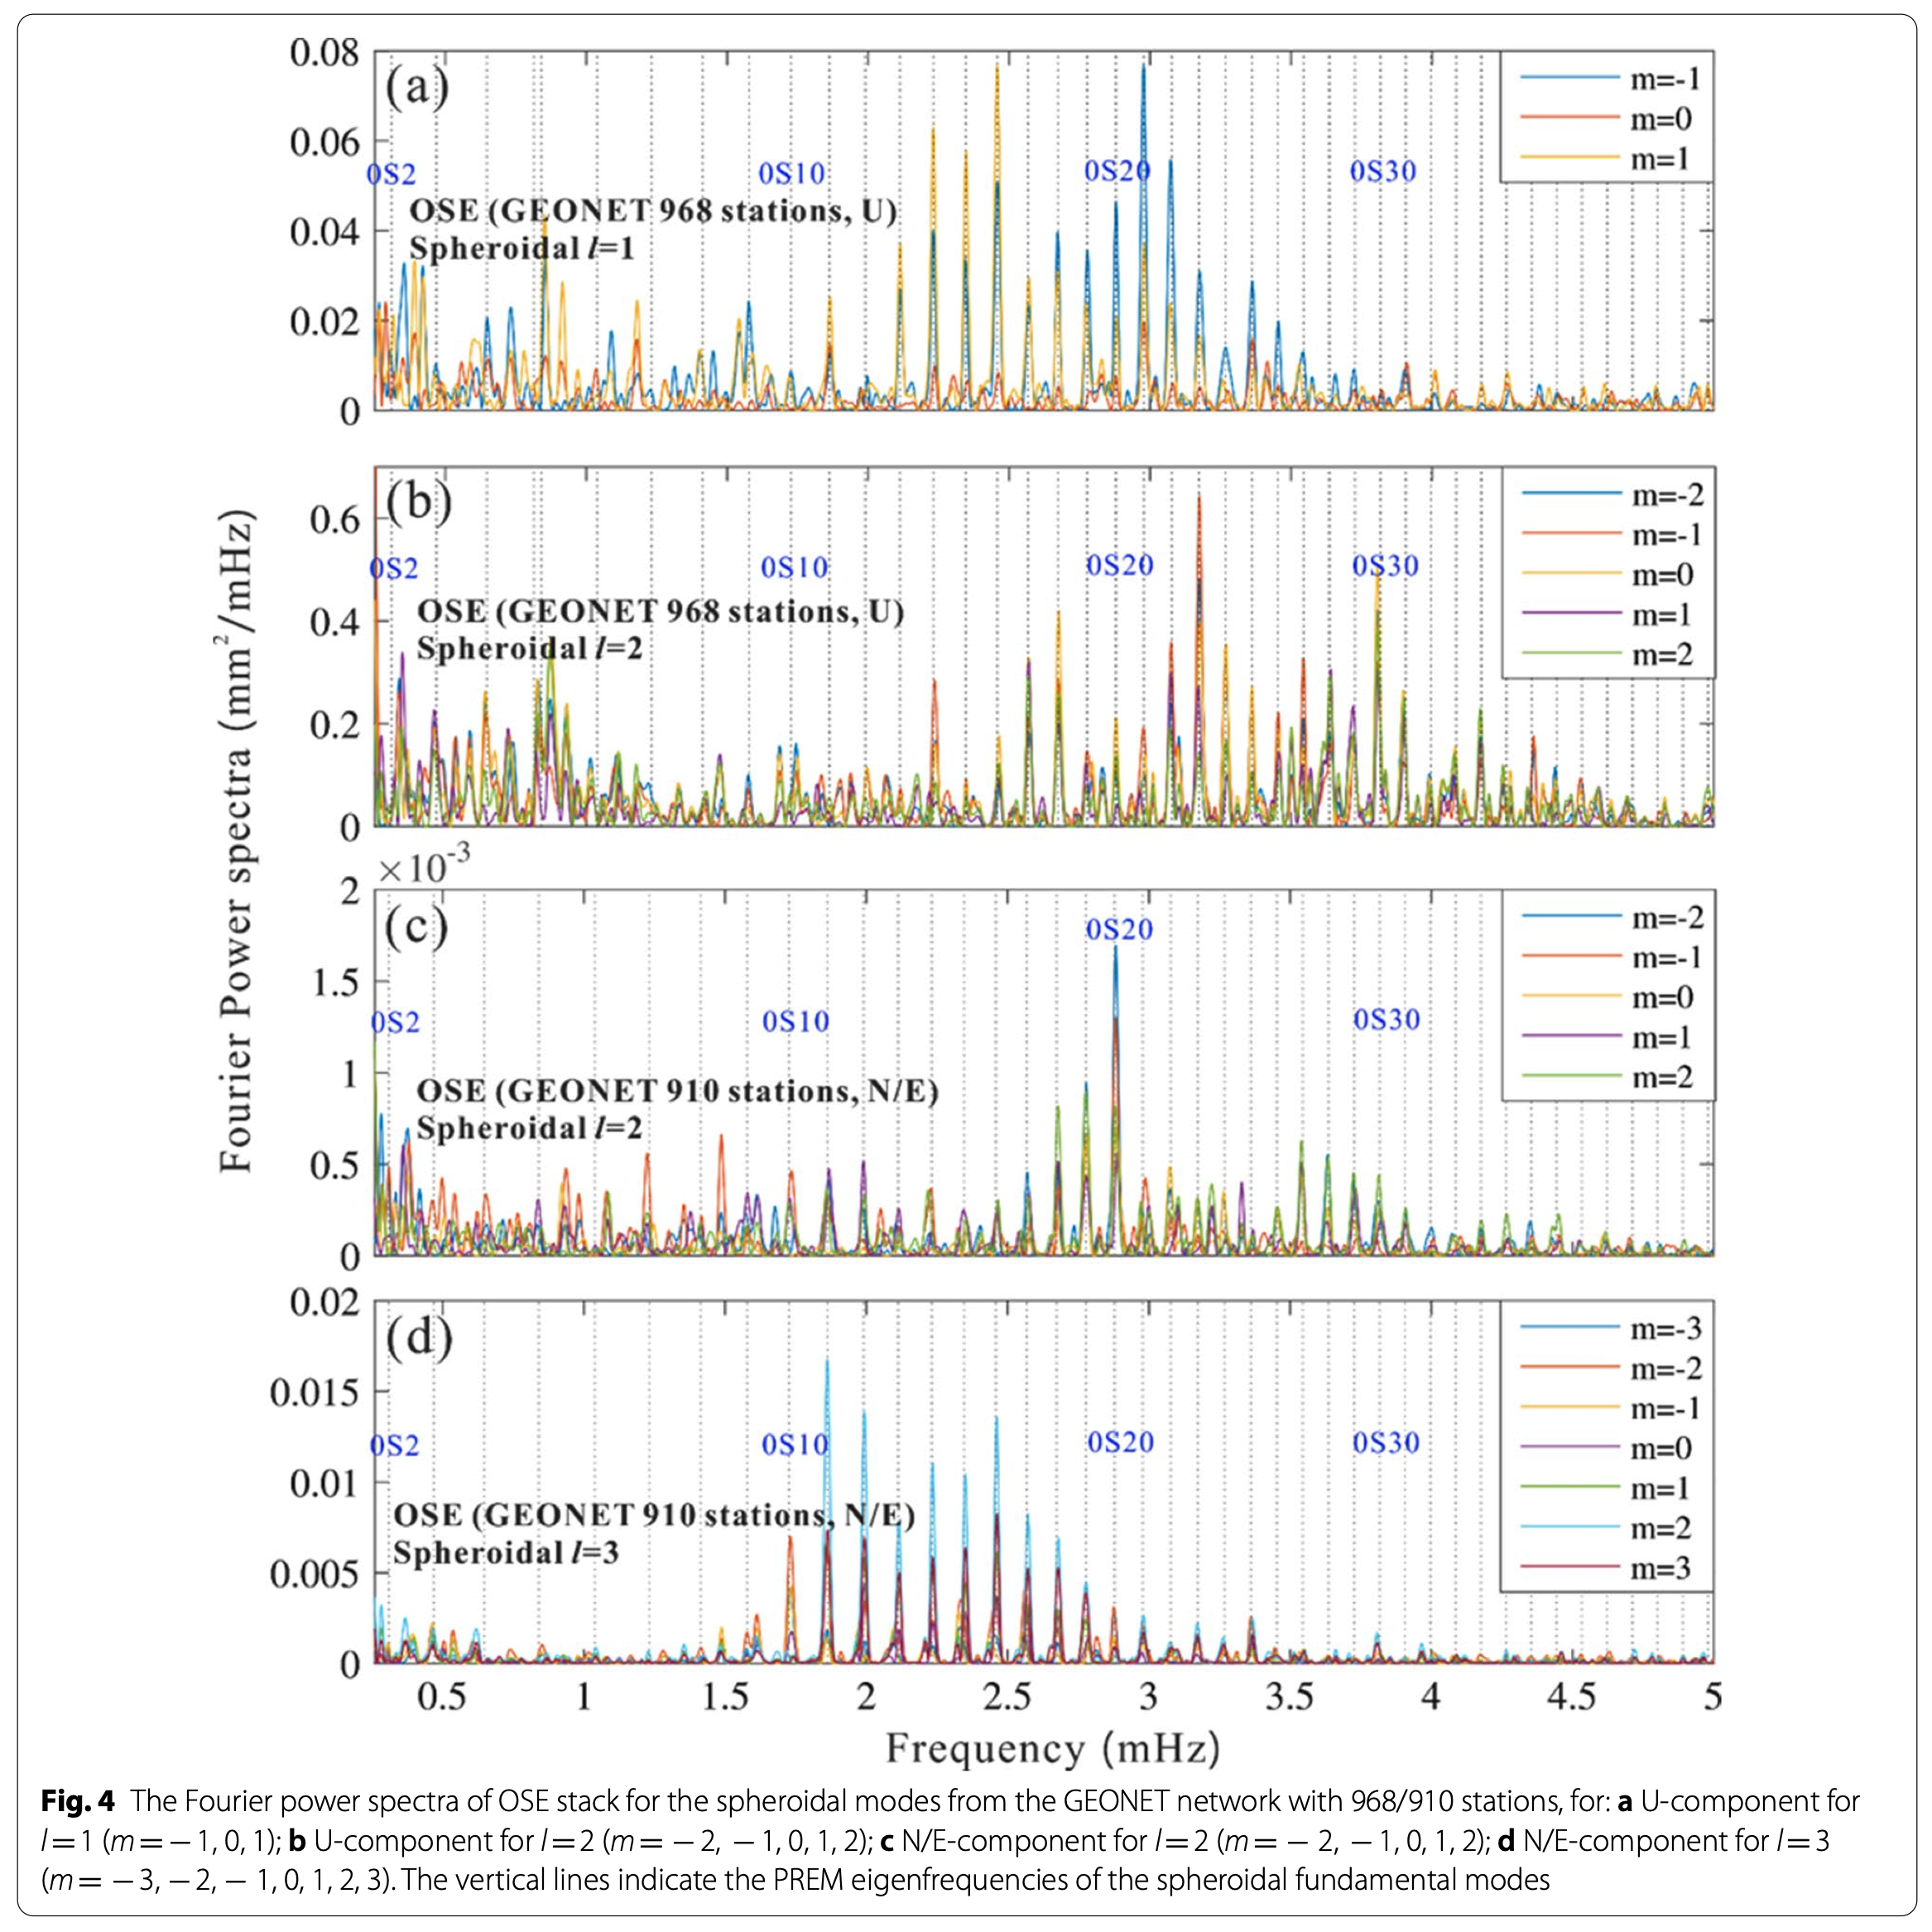 0.08
(a)
m=-1
m=0
m=1
0.06
0S2
0S10
0S20
0S30
OSE (GEONET 968 stations, U)
0.04
Spheroidal l=1
0.02
0
(b)
m=-2
m=-1
m=0
m=1
m=2
0.6
0S2
0S10
0S20
0S30
OSE (GEONET 968 stations, U)
0.4
Spheroidal l=2
0.2
0
Fourier Power spectra (mm²/mHz)
×10⁻³
2
(c)
m=-2
m=-1
m=0
m=1
m=2
0S20
1.5
0S2
0S10
0S30
1
OSE (GEONET 910 stations, N/E)
Spheroidal l=2
0.5
0
0.02
(d)
m=-3
m=-2
m=-1
m=0
m=1
m=2
m=3
0.015
0S2
0S10
0S20
0S30
0.01
OSE (GEONET 910 stations, N/E)
Spheroidal l=3
0.005
0
0.5 1 1.5 2 2.5 3 3.5 4 4.5 5
Frequency (mHz)
Fig. 4 The Fourier power spectra of OSE stack for the spheroidal modes from the GEONET network with 968/910 stations, for: a U-component for
l = 1 (m = − 1, 0, 1); b U-component for l = 2 (m = − 2, − 1, 0, 1, 2); c N/E-component for l = 2 (m = − 2, − 1, 0, 1, 2); d N/E-component for l = 3
(m = − 3, − 2, − 1, 0, 1, 2, 3). The vertical lines indicate the PREM eigenfrequencies of the spheroidal fundamental modes